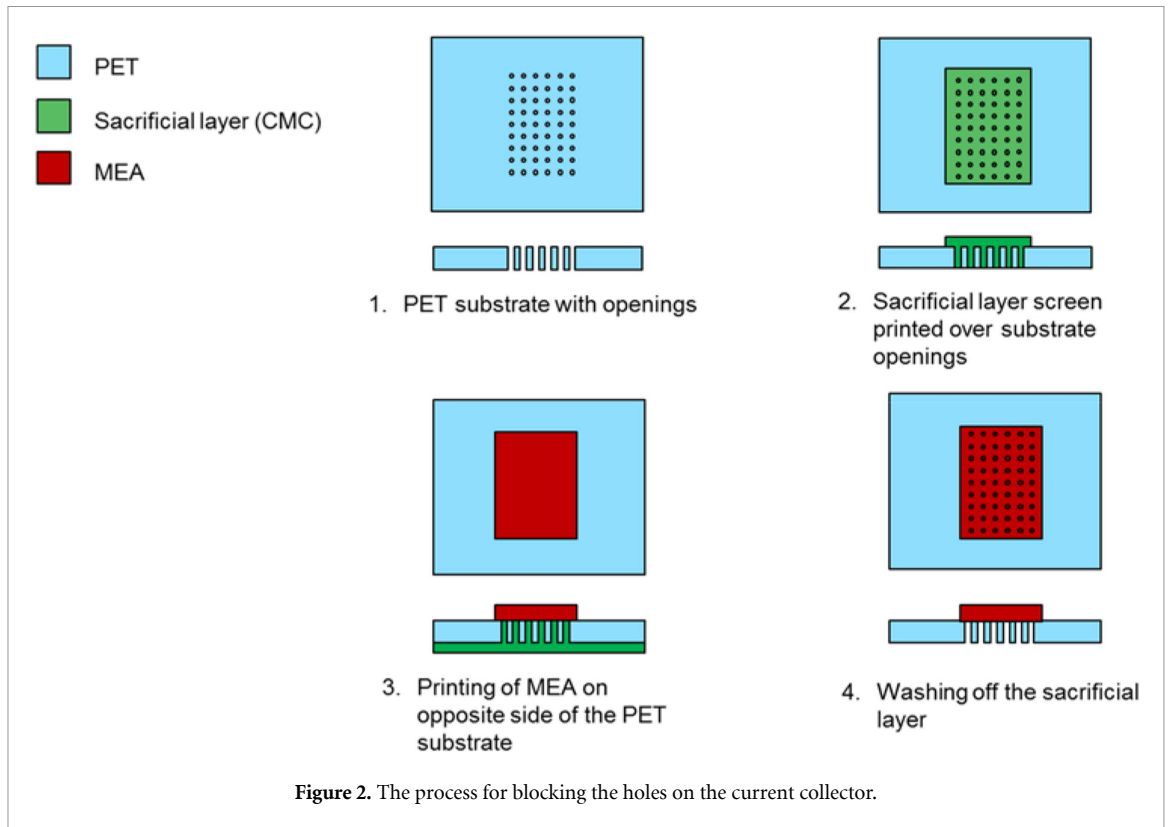 PET
Sacrificial layer (CMC)
MEA
1. PET substrate with openings
2. Sacrificial layer screen
printed over substrate
openings
3. Printing of MEA on
opposite side of the PET
substrate
4. Washing off the sacrificial
layer
Figure 2. The process for blocking the holes on the current collector.